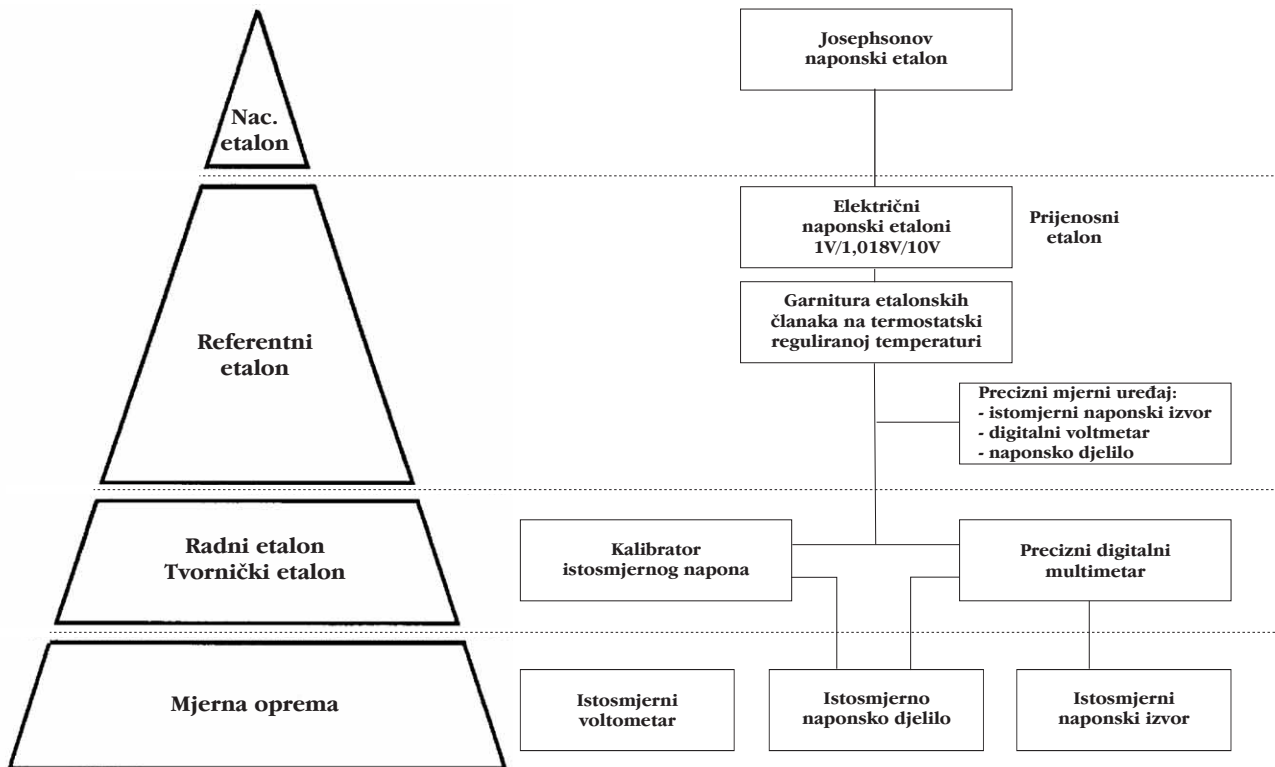 Nac.
etalon
Josephsonov
naponski etalon
Referentni
etalon
Električni
naponski etaloni
1V/1,018V/10V
Prijenosni
etalon
Garnitura etalonskih
članaka na termostatski
reguliranoj temperaturi
Precizni mjerni uređaj:
- istomjerni naponski izvor
- digitalni voltmetar
- naponsko djelilo
Radni etalon
Tvornički etalon
Kalibrator
istosmjernog napona
Precizni digitalni
multimetar
Mjerna oprema
Istosmjerni
voltometar
Istosmjerno
naponsko djelilo
Istosmjerni
naponski izvor